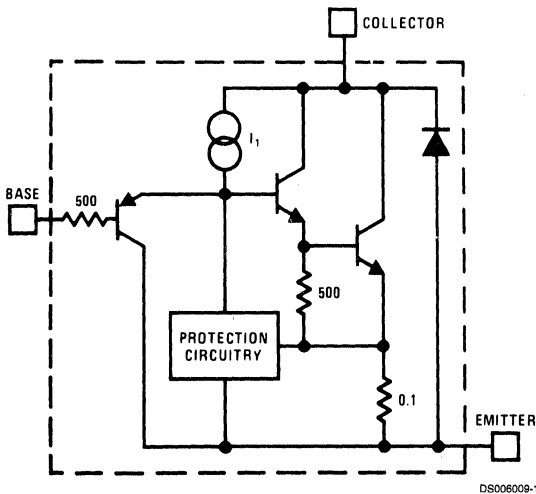 COLLECTOR
I1
BASE
500
500
PROTECTION
CIRCUITRY
0.1
EMITTER
DS006009-1